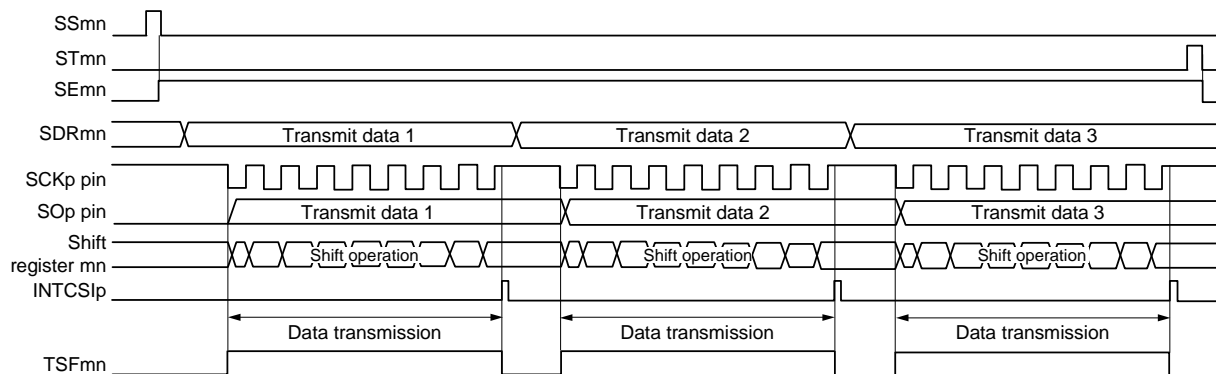 SSmn
STmn
SEmn
SDRmn Transmit data 1 Transmit data 2 Transmit data 3
SCKp pin
SOp pin Transmit data 1 Transmit data 2 Transmit data 3
Shift
register mn Shift operation Shift operation Shift operation
INTCSIp
Data transmission Data transmission Data transmission
TSFmn